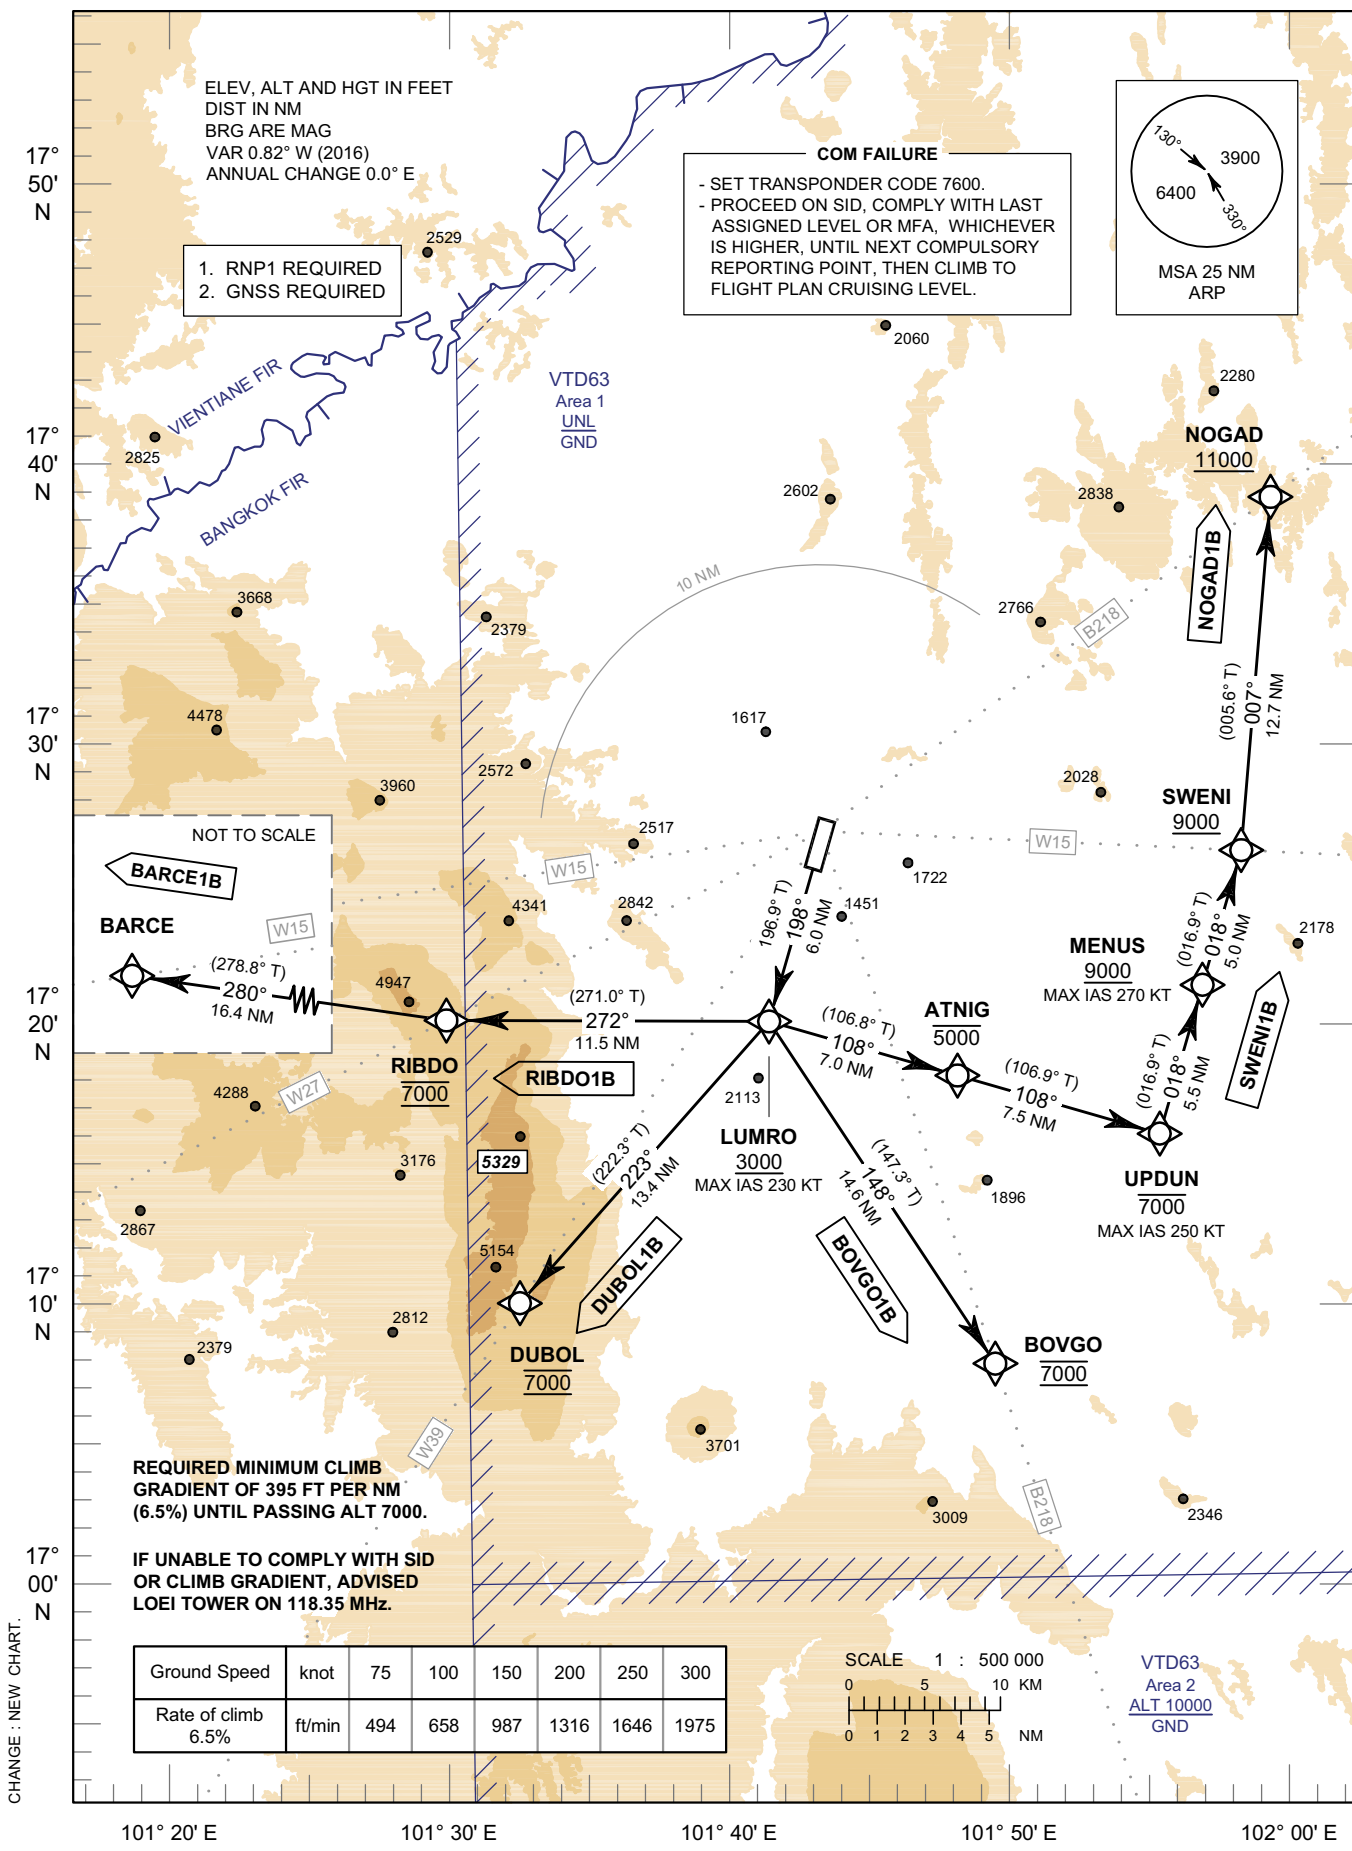 ELEV, ALT AND HGT IN FEET
DIST IN NM
BRG ARE MAG
VAR 0.82° W (2016)
ANNUAL CHANGE 0.0° E
1. RNP1 REQUIRED
2. GNSS REQUIRED
COM FAILURE
- SET TRANSPONDER CODE 7600.
- PROCEED ON SID, COMPLY WITH LAST
ASSIGNED LEVEL OR MFA, WHICHEVER
IS HIGHER, UNTIL NEXT COMPULSORY
REPORTING POINT, THEN CLIMB TO
FLIGHT PLAN CRUISING LEVEL.
130°
3900
6400
330°
MSA 25 NM
ARP
17°
50'
N
2529
2060
2280
VIENTIANE FIR
BANGKOK FIR
VTD63
Area 1
UNL
GND
2825
17°
40'
N
2602
2838
NOGAD
11000
NOGAD1B
10 NM
3668
2379
2766
B218
(005.6° T)
007°
12.7 NM
4478
1617
17°
30'
N
2572
3960
2028
SWENI
9000
NOT TO SCALE
BARCE1B
2517
W15
W15
1722
BARCE
W15
4341
2842
196.9° T)
198°
6.0 NM
1451
2178
(278.8° T)
280°
16.4 NM
4947
MENUS
9000
MAX IAS 270 KT
(016.9° T)
018°
5.0 NM
17°
20'
N
(271.0° T)
272°
11.5 NM
(106.8° T)
108°
7.0 NM
ATNIG
5000
RIBDO
7000
RIBDO1B
(106.9° T)
108°
7.5 NM
(016.9° T)
018°
5.5 NM
SWENI1B
4288
W27
2113
LUMRO
3000
MAX IAS 230 KT
UPDUN
7000
MAX IAS 250 KT
3176
5329
(222.3° T)
223°
13.4 NM
(147.3° T)
148°
14.6 NM
1896
2867
5154
DUBOL1B
BOVGO1B
17°
10'
N
2812
2379
DUBOL
7000
BOVGO
7000
W39
3701
REQUIRED MINIMUM CLIMB
GRADIENT OF 395 FT PER NM
(6.5%) UNTIL PASSING ALT 7000.
3009
B218
2346
17°
00'
N
IF UNABLE TO COMPLY WITH SID
OR CLIMB GRADIENT, ADVISED
LOEI TOWER ON 118.35 MHz.
Ground Speed knot 75 100 150 200 250 300
Rate of climb 6.5% ft/min 494 658 987 1316 1646 1975
SCALE 1 : 500 000
0 5 10 KM
0 1 2 3 4 5 NM
VTD63
Area 2
ALT 10000
GND
CHANGE : NEW CHART.
101° 20' E 101° 30' E 101° 40' E 101° 50' E 102° 00' E